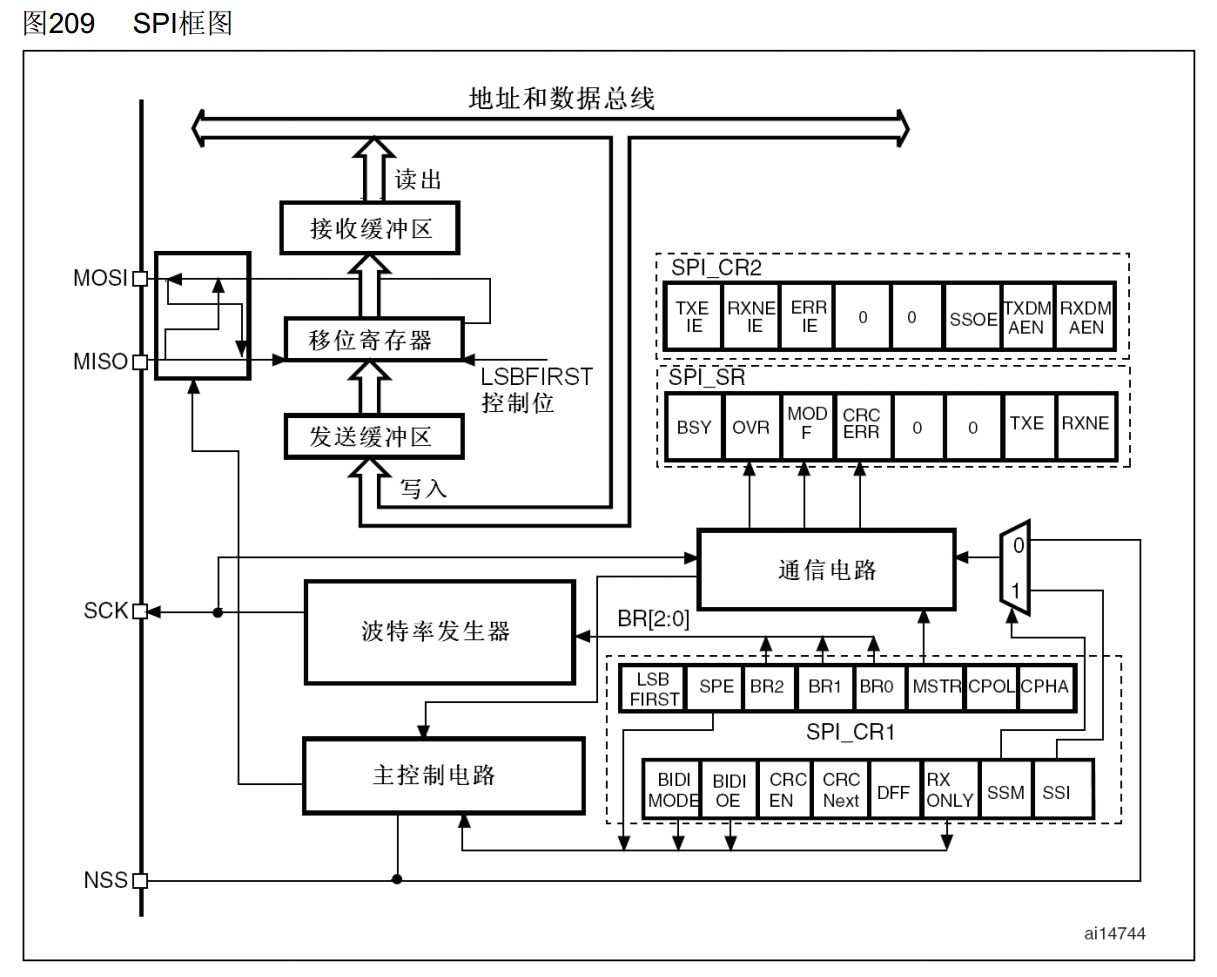 图209 SPI框图
地址和数据总线
读出
接收缓冲区
MOSI
移位寄存器
MISO
LSBFIRST
控制位
发送缓冲区
写入
SPI_CR2
TXE
IE
RXNE
IE
ERR
IE
0
0
SSOE
TXDM
AEN
RXDM
AEN
SPI_SR
BSY
OVR
MOD
F
CRC
ERR
0
0
TXE
RXNE
通信电路
0
1
SCK
波特率发生器
BR[2:0]
LSB
FIRST
SPE
BR2
BR1
BR0
MSTR
CPOL
CPHA
SPI_CR1
主控制电路
BIDI
MODE
BIDI
OE
CRC
EN
CRC
Next
DFF
RX
ONLY
SSM
SSI
NSS
ai14744